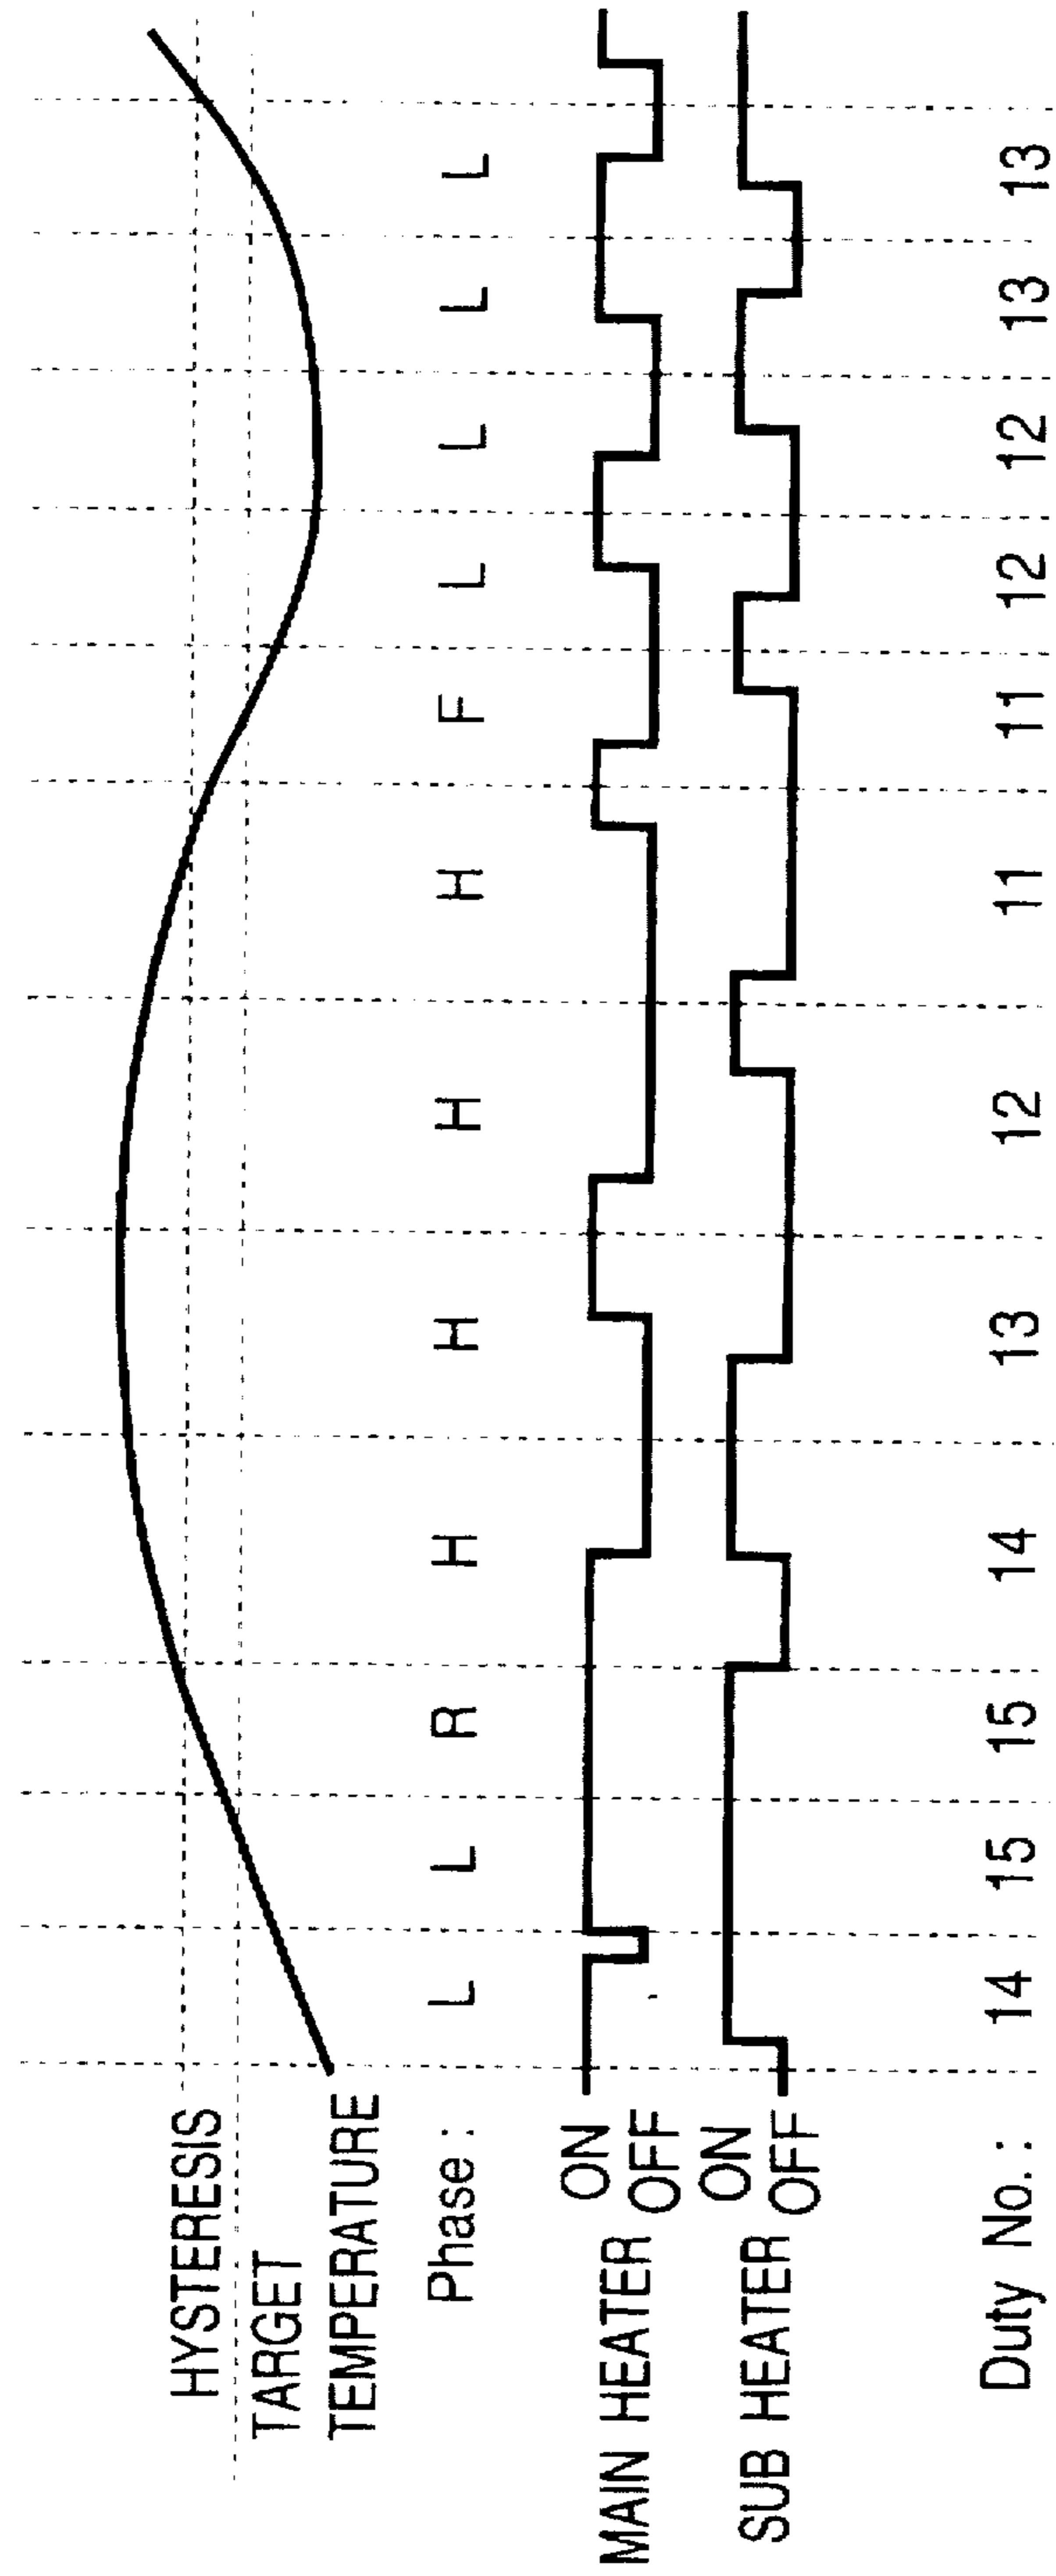 HYSTERESIS
TARGET
TEMPERATURE
Phase : L L R H H H H F L L L L
MAIN HEATER ON
OFF
SUB HEATER ON
OFF
Duty No. : 14 15 15 14 13 12 11 11 12 12 13 13